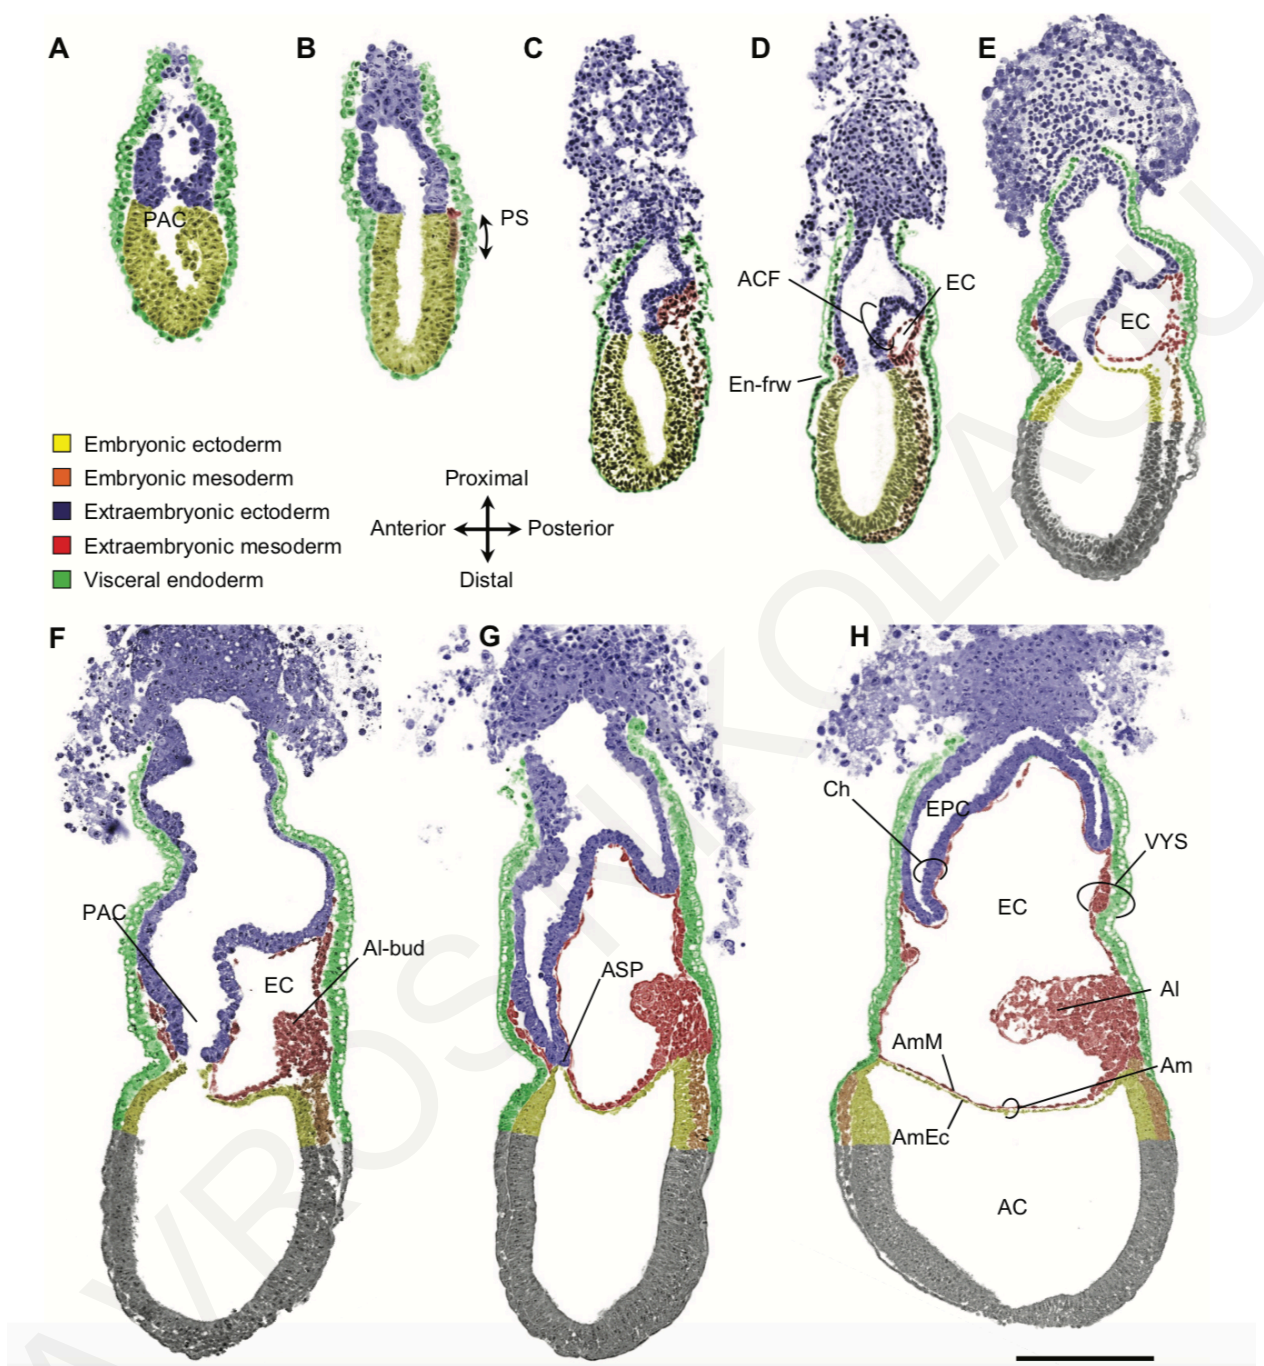 A
B
C
D
E
PAC
PS
ACF
EC
EC
En-frw
Embryonic ectoderm
Embryonic mesoderm
Extraembryonic ectoderm
Extraembryonic mesoderm
Visceral endoderm
Proximal
Anterior
Posterior
Distal
F
G
H
Ch
EPC
VYS
PAC
EC
Al-bud
EC
ASP
Al
AmM
Am
AmEc
AC